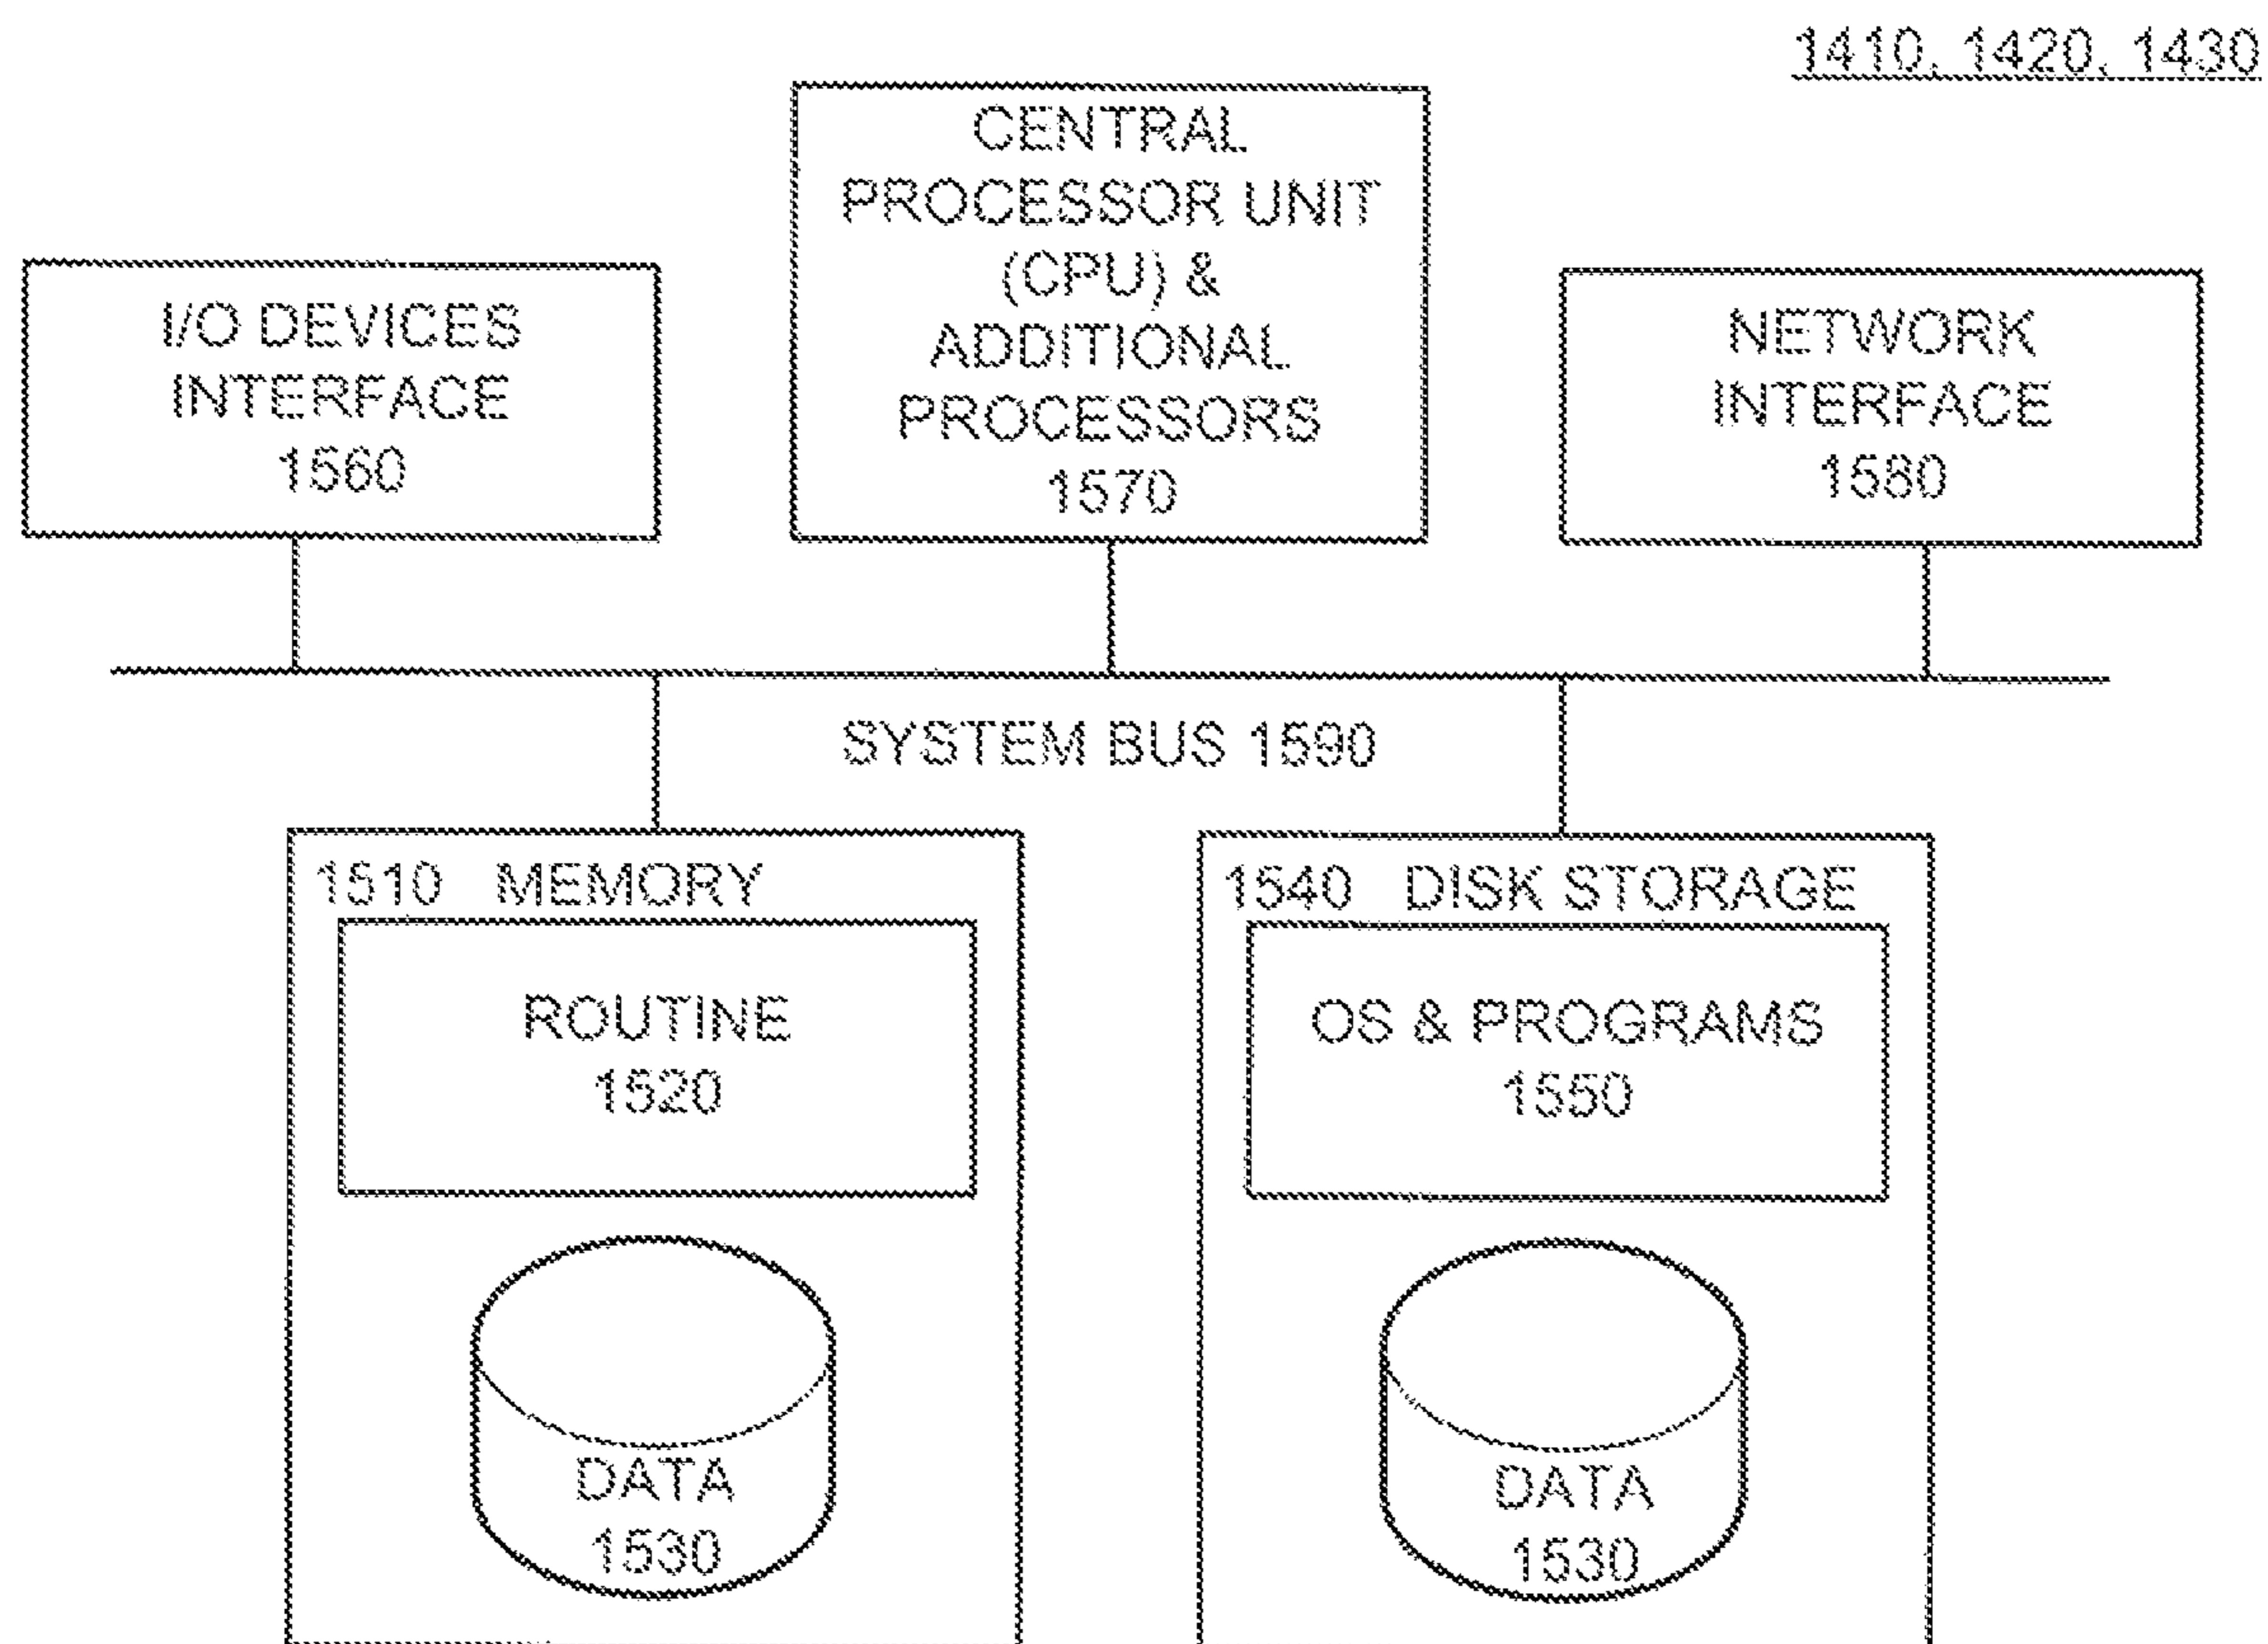 1410, 1420, 1430
CENTRAL
PROCESSOR UNIT
(CPU) &
ADDITIONAL
PROCESSORS
1570
I/O DEVICES
INTERFACE
1560
NETWORK
INTERFACE
1580
SYSTEM BUS 1590
1510 MEMORY
ROUTINE
1520
DATA
1530
1540 DISK STORAGE
OS & PROGRAMS
1550
DATA
1530